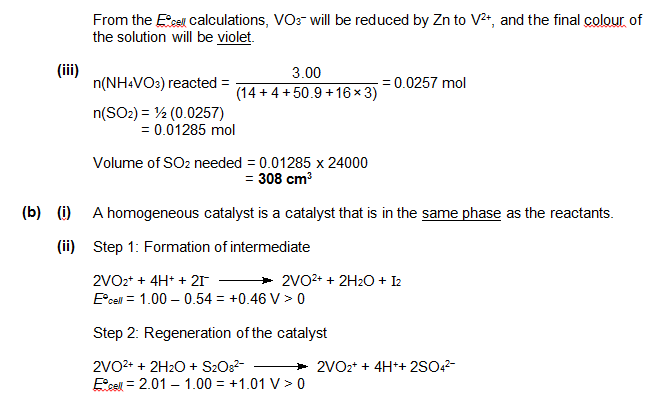 From the E°cell calculations, VO₃⁻ will be reduced by Zn to V²⁺, and the final colour of
the solution will be violet.
(iii)
n(NH₄VO₃) reacted = 3.00 / (14 + 4 + 50.9 + 16 × 3) = 0.0257 mol
n(SO₂) = ½ (0.0257)
= 0.01285 mol
Volume of SO₂ needed = 0.01285 x 24000
= 308 cm³
(b) (i) A homogeneous catalyst is a catalyst that is in the same phase as the reactants.
(ii) Step 1: Formation of intermediate
2VO₂⁺ + 4H⁺ + 2I⁻ ⟶ 2VO²⁺ + 2H₂O + I₂
E°cell = 1.00 – 0.54 = +0.46 V > 0
Step 2: Regeneration of the catalyst
2VO²⁺ + 2H₂O + S₂O₈²⁻ ⟶ 2VO₂⁺ + 4H⁺+ 2SO₄²⁻
E°cell = 2.01 – 1.00 = +1.01 V > 0